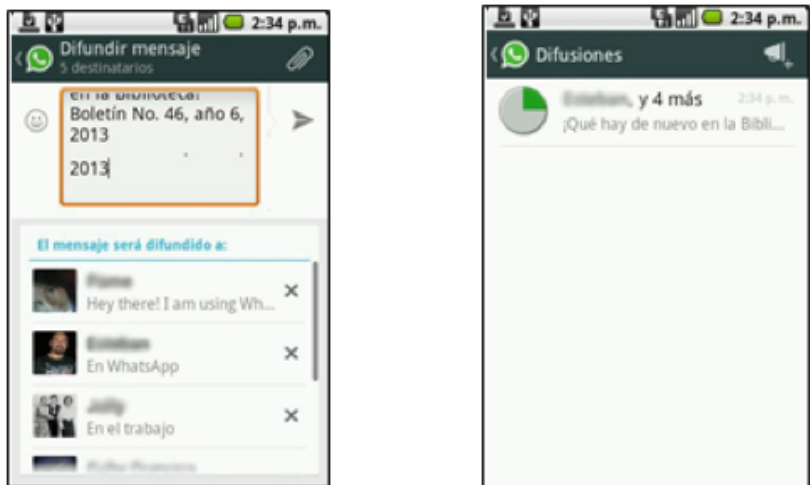 2:34 p.m.
Difundir mensaje
5 destinatarios
en la biblioteca!
Boletín No. 46, año 6,
2013
2013
El mensaje será difundido a:
Hey there! I am using Wh...
En WhatsApp
En el trabajo
2:34 p.m.
Difusiones
, y 4 más
2:34 p.m.
¡Qué hay de nuevo en la Bibli...